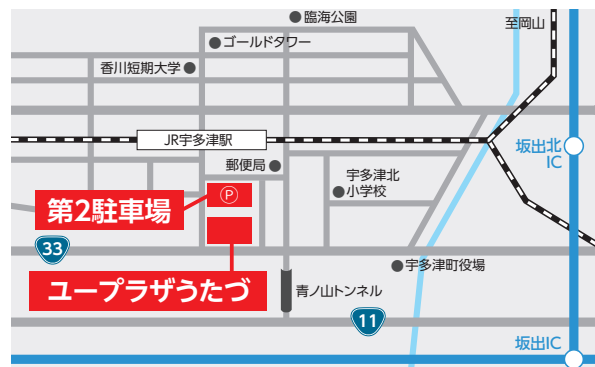 臨海公園
至岡山
ゴールドタワー
香川短期大学
JR宇多津駅
坂出北
IC
郵便局
宇多津北
小学校
P
第2駐車場
33
宇多津町役場
ユープラザうたづ
青ノ山トンネル
11
坂出IC